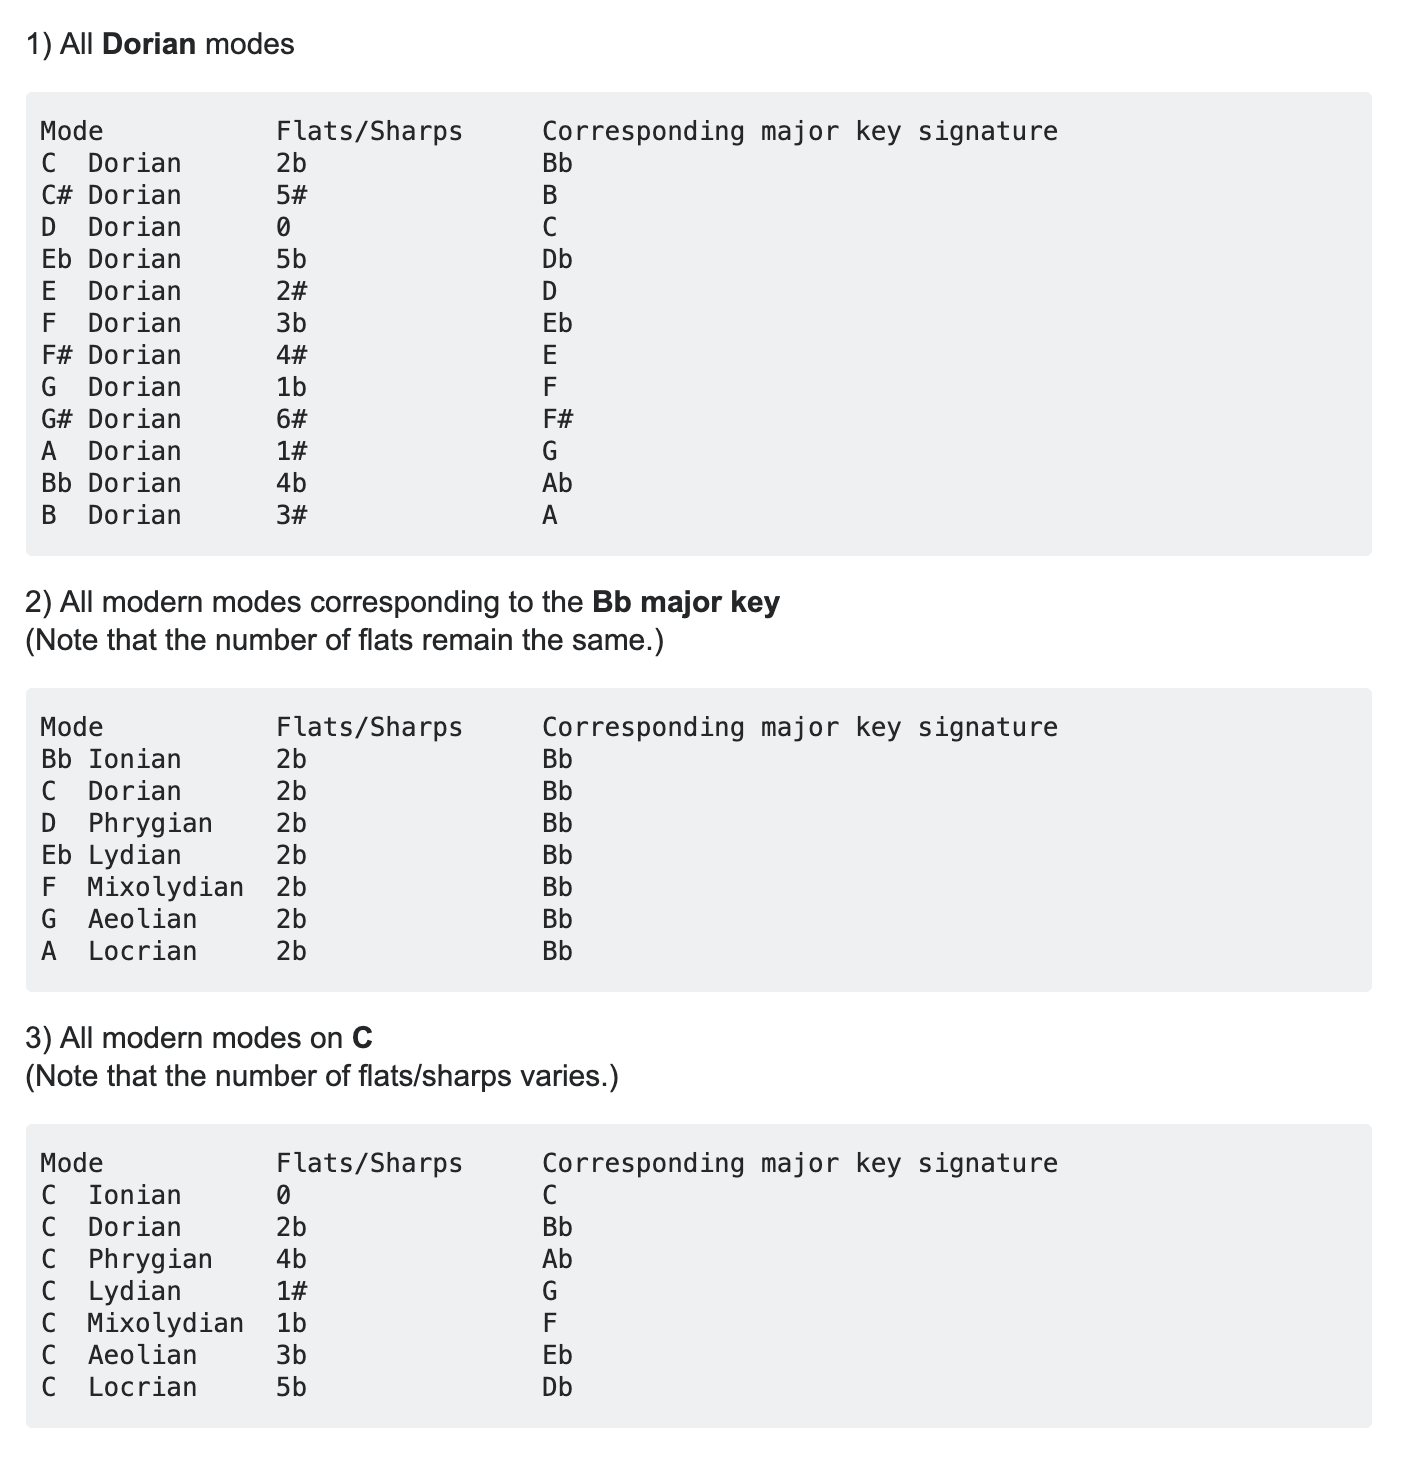 1) All Dorian modes
Mode           Flats/Sharps     Corresponding major key signature
C  Dorian      2b               Bb
C# Dorian      5#               B
D  Dorian      0                C
Eb Dorian      5b               Db
E  Dorian      2#               D
F  Dorian      3b               Eb
F# Dorian      4#               E
G  Dorian      1b               F
G# Dorian      6#               F#
A  Dorian      1#               G
Bb Dorian      4b               Ab
B  Dorian      3#               A
2) All modern modes corresponding to the Bb major key
(Note that the number of flats remain the same.)
Mode           Flats/Sharps     Corresponding major key signature
Bb Ionian      2b               Bb
C  Dorian      2b               Bb
D  Phrygian    2b               Bb
Eb Lydian      2b               Bb
F  Mixolydian  2b               Bb
G  Aeolian     2b               Bb
A  Locrian     2b               Bb
3) All modern modes on C
(Note that the number of flats/sharps varies.)
Mode           Flats/Sharps     Corresponding major key signature
C  Ionian      0                C
C  Dorian      2b               Bb
C  Phrygian    4b               Ab
C  Lydian      1#               G
C  Mixolydian  1b               F
C  Aeolian     3b               Eb
C  Locrian     5b               Db